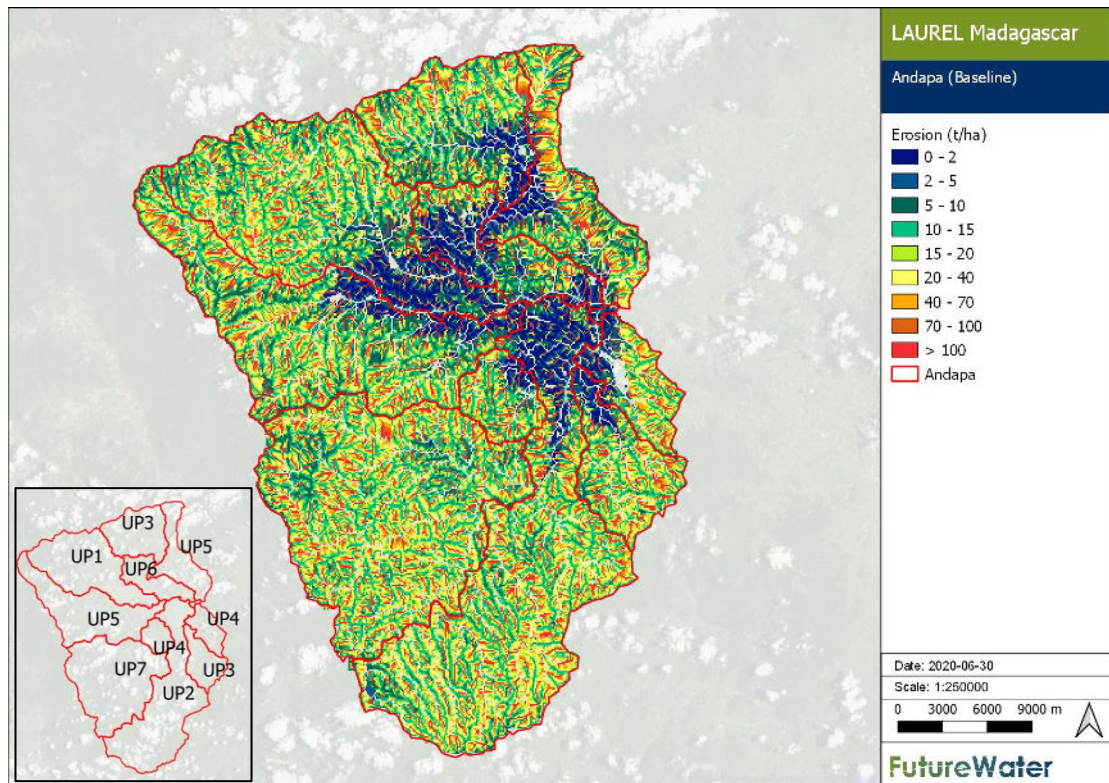 LAUREL Madagascar
Andapa (Baseline)
Erosion (t/ha)
0 - 2
2 - 5
5 - 10
10 - 15
15 - 20
20 - 40
40 - 70
70 - 100
> 100
Andapa
UP3
UP1
UP5
UP6
UP5
UP4
UP4
UP7
UP3
UP2
Date: 2020-06-30
Scale: 1:250000
0 3000 6000 9000 m
FutureWater